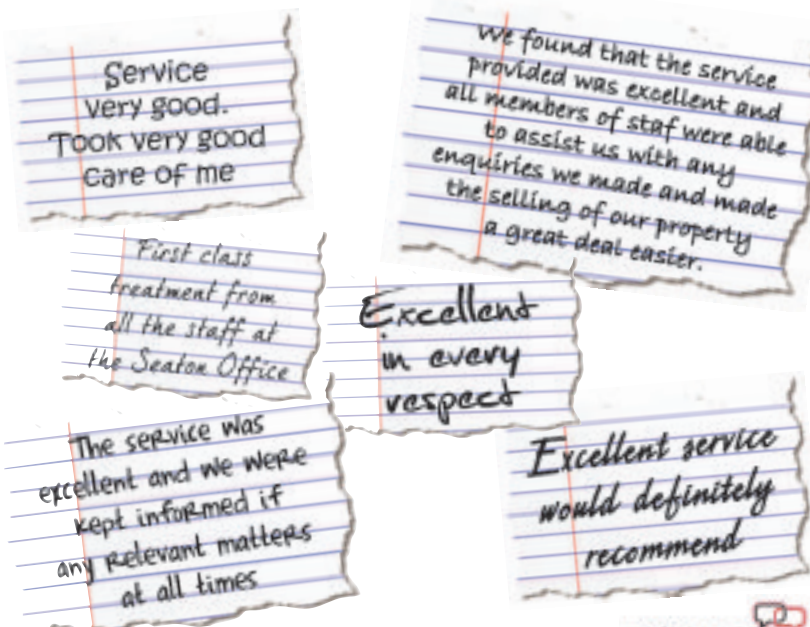 Service
very good.
Took very good
care of me
We found that the service
provided was excellent and
all members of staf were able
to assist us with any
enquiries we made and made
the selling of our property
a great deal easier.
First class
treatment from
all the staff at
the Seaton Office
Excellent
in every
respect
The service was
excellent and we were
kept informed if
any relevant matters
at all times
Excellent service
would definitely
recommend